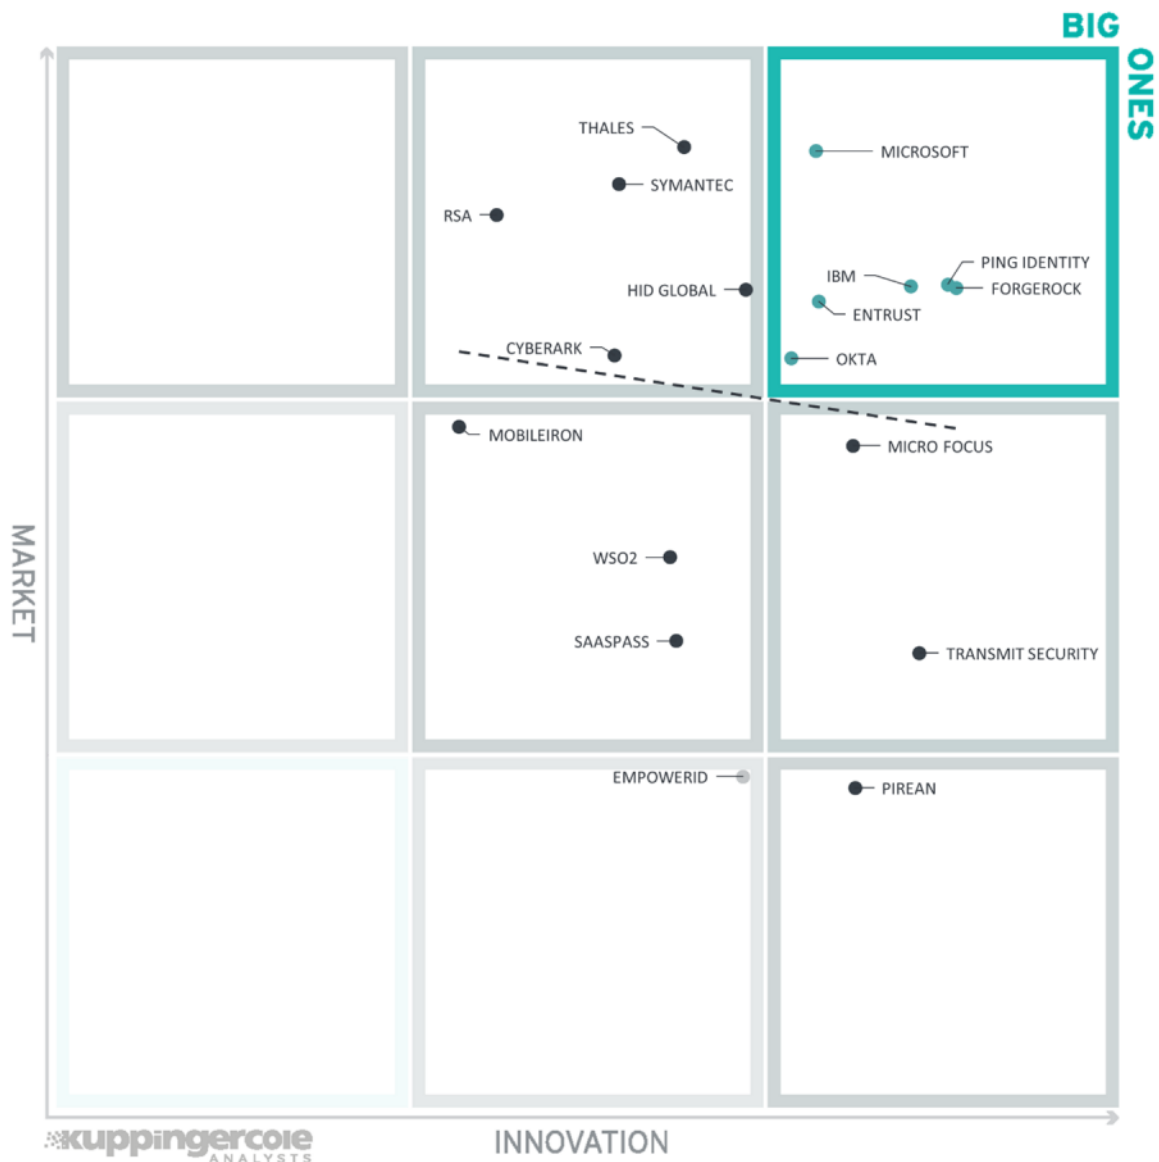 BIG
ONES
THALES
MICROSOFT
SYMANTEC
RSA
PING IDENTITY
IBM
HID GLOBAL
FORGEROCK
ENTRUST
CYBERARK
OKTA
MOBILEIRON
MICRO FOCUS
WSO2
MARKET
SAASPASS
TRANSMIT SECURITY
EMPOWERID
PIREAN
kuppingercole
ANALYSTS
INNOVATION